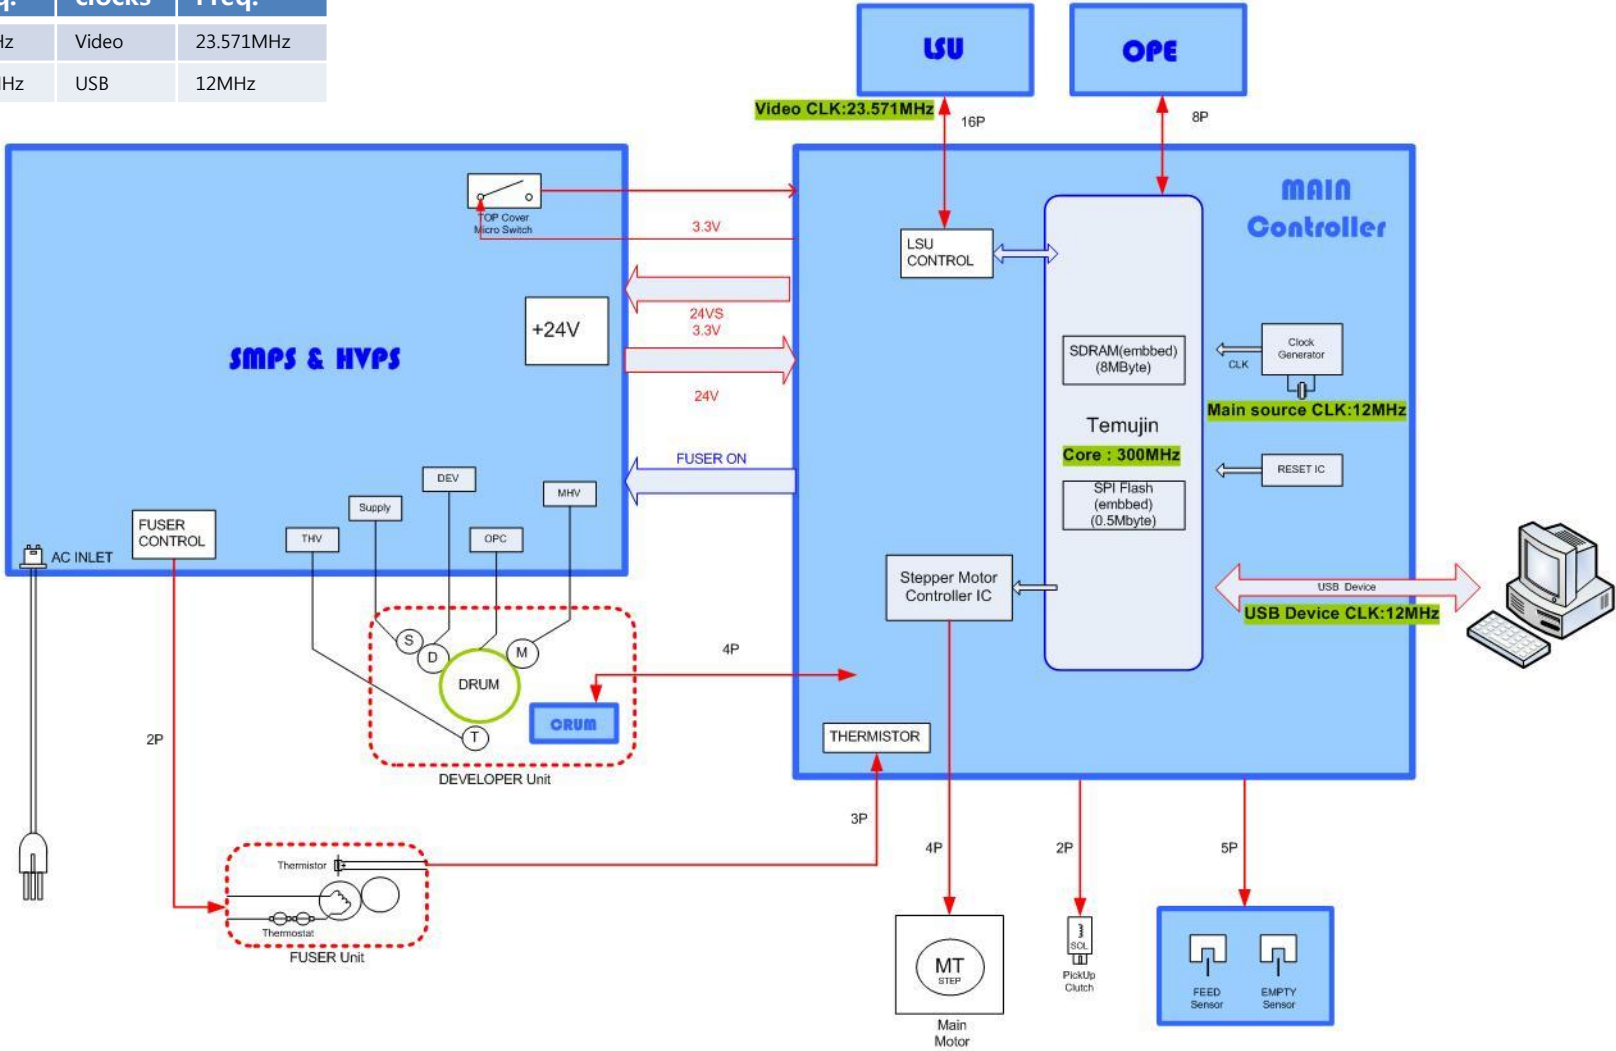 clocks
Freq.
Video
23.571MHz
USB
12MHz
LSU
OPE
Video CLK:23.571MHz
16P
8P
MAIN
Controller
TOP Cover
Micro Switch
3.3V
LSU
CONTROL
24VS
3.3V
+24V
SMPS & HVPS
24V
SDRAM(embbed)
(8MByte)
Clock
Generator
CLK
Main source CLK:12MHz
Temujin
Core : 300MHz
FUSER ON
RESET IC
SPI Flash
(embbed)
(0.5Mbyte)
DEV
MHV
Supply
THV
OPC
FUSER
CONTROL
AC INLET
Stepper Motor
Controller IC
USB Device
USB Device CLK:12MHz
S
D
M
DRUM
4P
CRUM
T
DEVELOPER Unit
THERMISTOR
2P
3P
4P
2P
5P
Thermistor
Thermostat
FUSER Unit
MT
STEP
Main
Motor
SOL
PickUp
Clutch
FEED
Sensor
EMPTY
Sensor